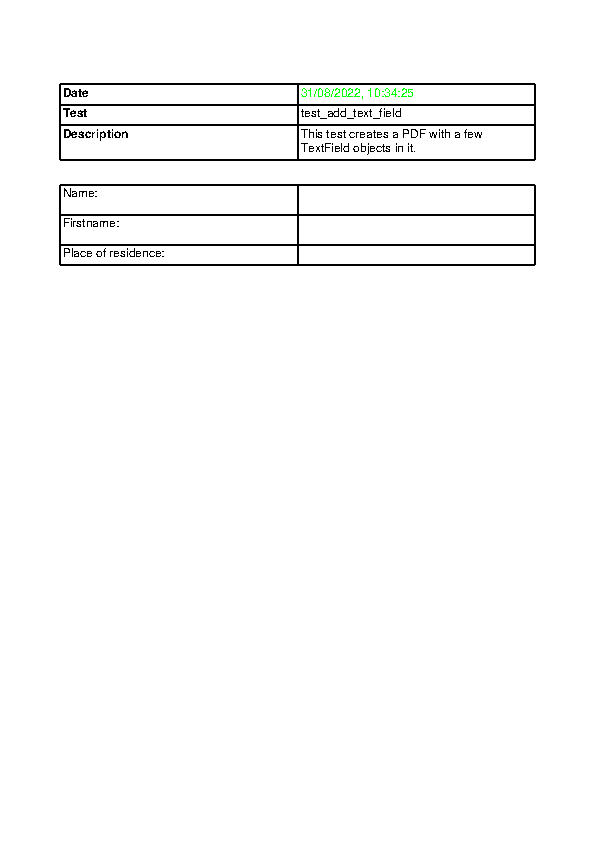 Date 31/08/2022, 10:34:25
Test test_add_text_field
Description This test creates a PDF with a few
TextField objects in it.
Name:
Firstname:
Place of residence: